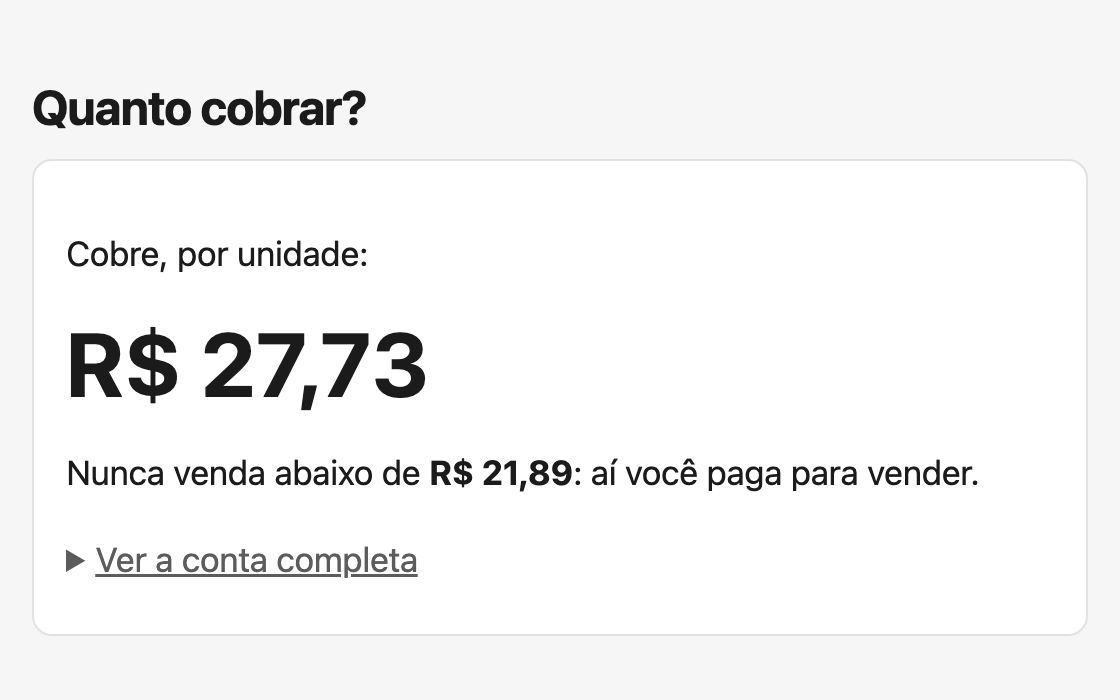 Quanto cobrar?
Cobre, por unidade:
R$ 27,73
Nunca venda abaixo de R$ 21,89: aí você paga para vender.
Ver a conta completa